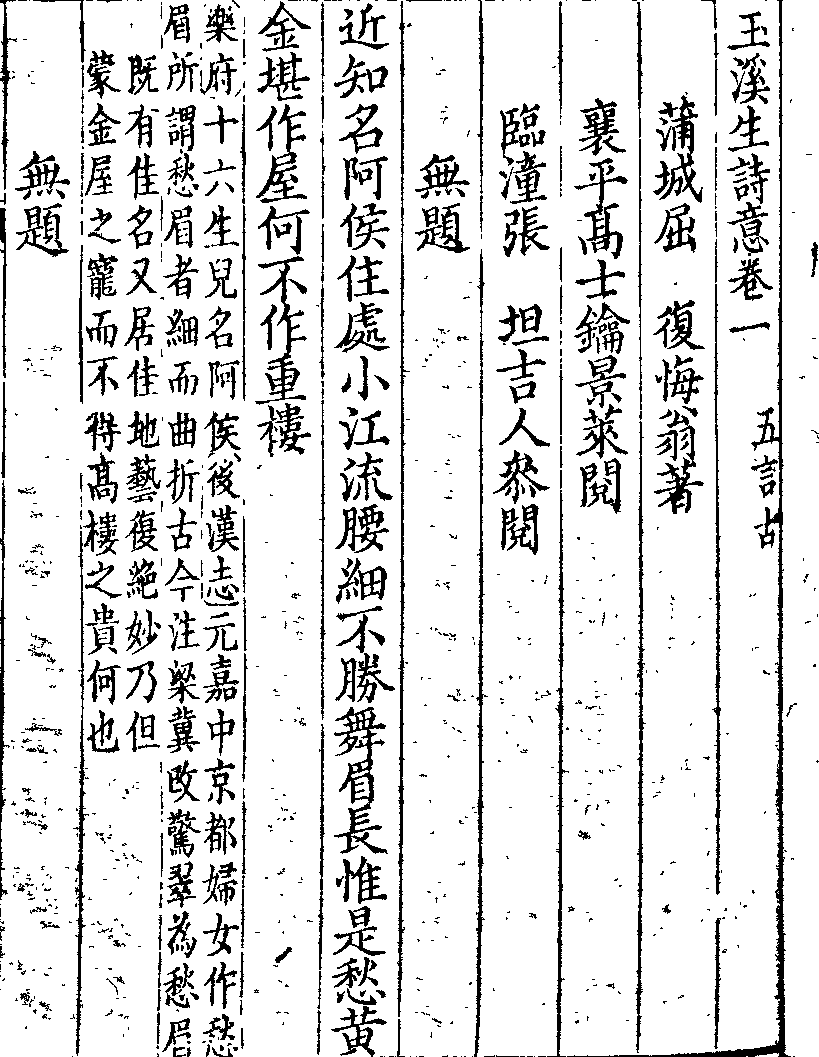 玉溪生詩意卷一　五言古
蒲城屈　復悔翁著
襄平髙士鑰景萊閱
臨潼張　坦吉人叅閱
無題
近知名阿侯住處小江流腰細不勝舞眉長惟是愁黄
金堪作屋何不作重樓
樂府十六生兒名阿侯後漢志元嘉中京都婦女作愁
眉所謂愁眉者細而曲折古今注梁冀改驚翠為愁眉
既有佳名又居佳地藝復絶妙乃但
蒙金屋之寵而不得髙樓之貴何也
無題